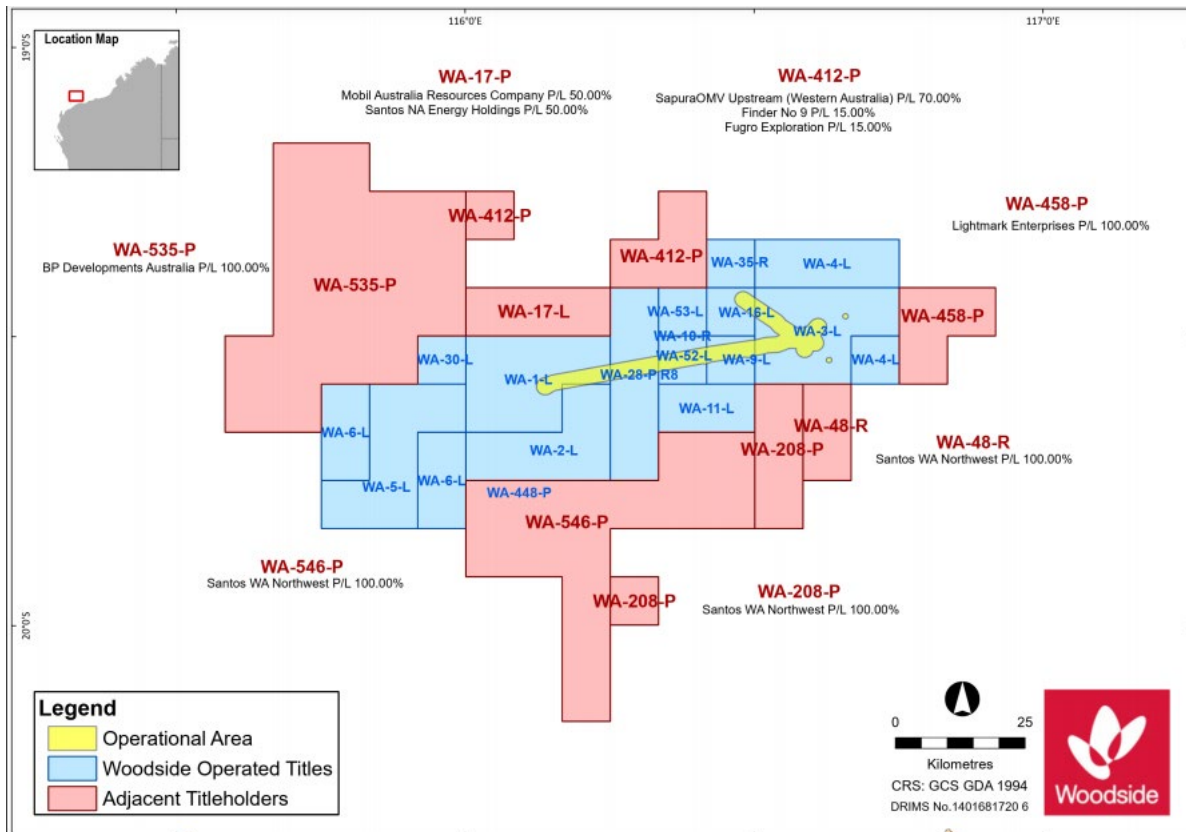 116°0'E
117°0'E
19°0'S
20°0'S
Location Map
WA-17-P
Mobil Australia Resources Company P/L 50.00%
Santos NA Energy Holdings P/L 50.00%
WA-412-P
SapuraOMV Upstream (Western Australia) P/L 70.00%
Finder No 9 P/L 15.00%
Fugro Exploration P/L 15.00%
WA-458-P
Lightmark Enterprises P/L 100.00%
WA-535-P
BP Developments Australia P/L 100.00%
WA-412-P
WA-412-P
WA-35-R
WA-4-L
WA-535-P
WA-17-L
WA-53-L
WA-16-L
WA-3-L
WA-458-P
WA-10-R
WA-30-L
WA-52-L
WA-9-L
WA-4-L
WA-1-L
WA-28-P R8
WA-11-L
WA-6-L
WA-48-R
WA-2-L
WA-208-P
WA-48-R
Santos WA Northwest P/L 100.00%
WA-5-L
WA-6-L
WA-448-P
WA-546-P
WA-546-P
Santos WA Northwest P/L 100.00%
WA-208-P
WA-208-P
Santos WA Northwest P/L 100.00%
Legend
Operational Area
Woodside Operated Titles
Adjacent Titleholders
0 25
Kilometres
CRS: GCS GDA 1994
DRIMS No.1401681720 6
Woodside